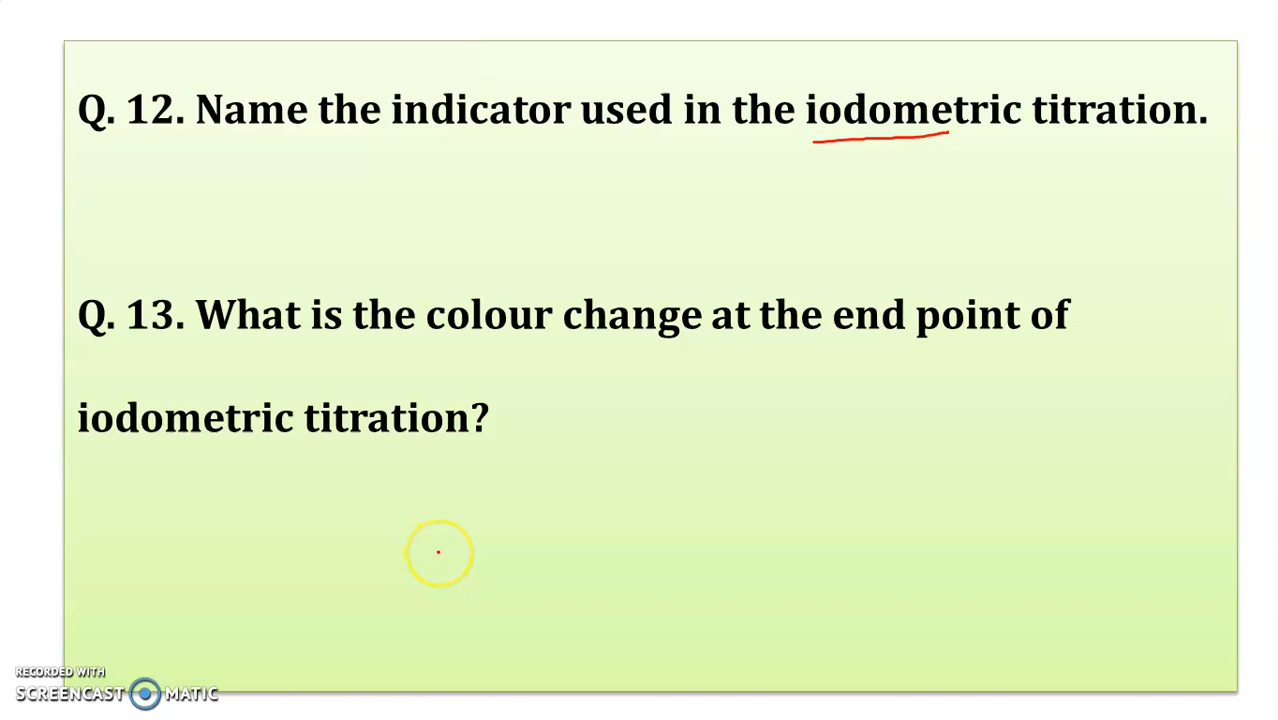 Q. 12. Name the indicator used in the iodometric titration.
Q. 13. What is the colour change at the end point of
iodometric titration?
RECORDED WITH
SCREENCAST MATIC